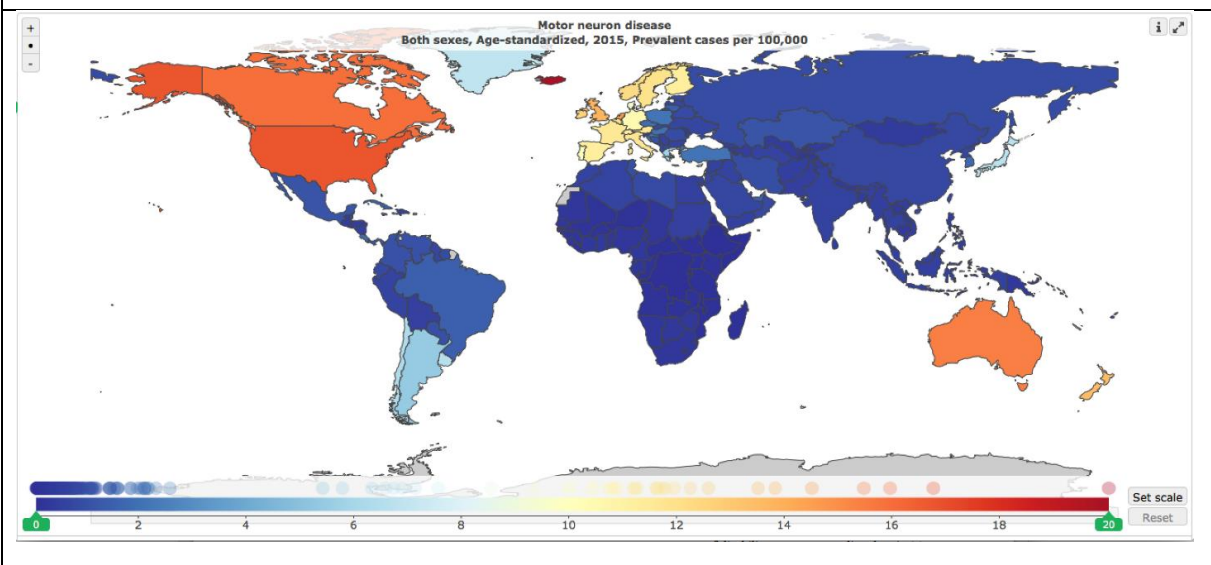 Motor neuron disease
Both sexes, Age-standardized, 2015, Prevalent cases per 100,000
+
-
i
Set scale
0 2 4 6 8 10 12 14 16 18 20
Reset